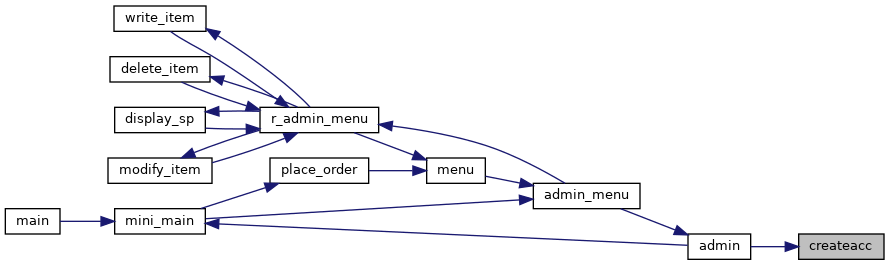 write_item
delete_item
display_sp
r_admin_menu
modify_item
place_order
menu
admin_menu
main
mini_main
admin
createacc